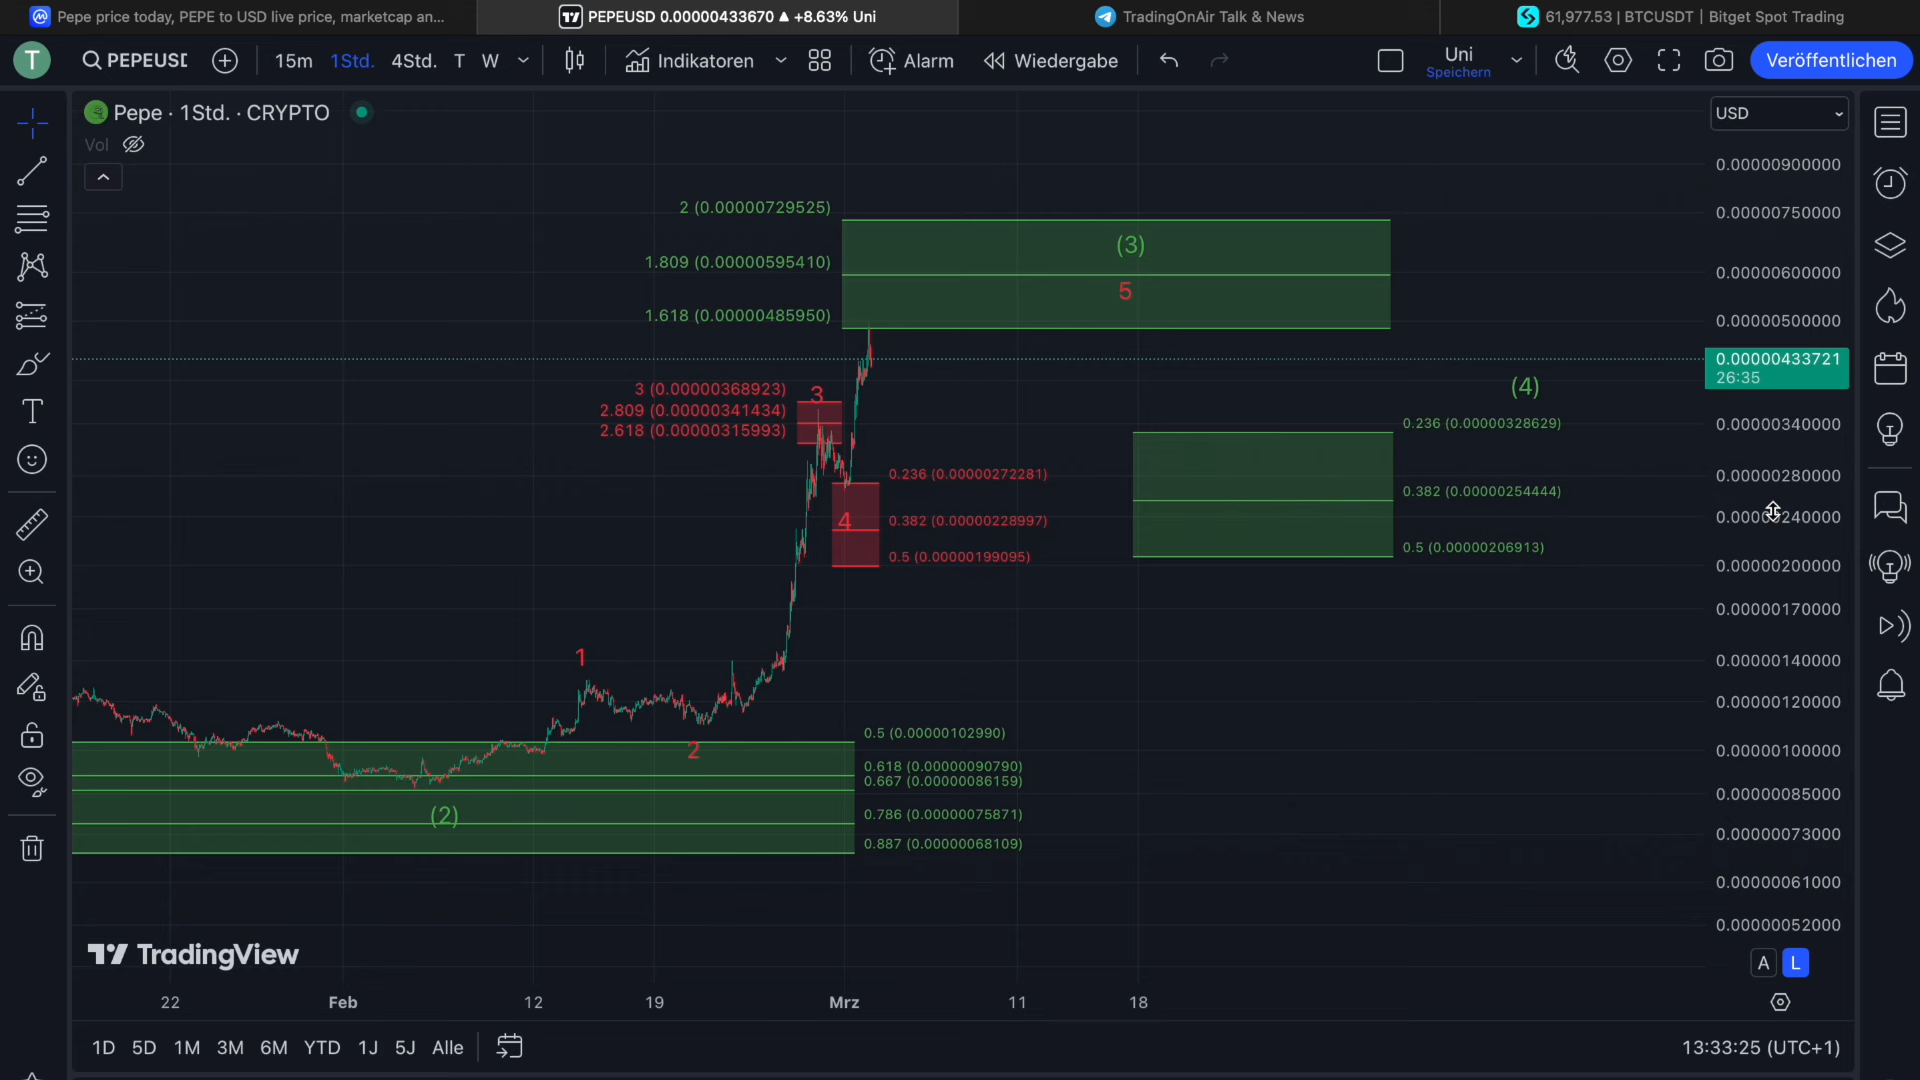 Pepe price today, PEPE to USD live price, marketcap an...
PEPEUSD 0.00000433670 ▲ +8.63% Uni
TradingOnAir Talk & News
61,977.53 | BTCUSDT | Bitget Spot Trading
T
PEPEUSD
15m
1Std.
4Std.
T
W
Indikatoren
Alarm
Wiedergabe
Uni
Speichern
Veröffentlichen
Pepe · 1Std. · CRYPTO
USD
Vol
0.00000900000
2 (0.00000729525)
0.00000750000
(3)
1.809 (0.00000595410)
0.00000600000
5
1.618 (0.00000485950)
0.00000500000
0.00000433721
26:35
3 (0.00000368923)
3
(4)
2.809 (0.00000341434)
2.618 (0.00000315993)
0.236 (0.00000328629)
0.00000340000
0.236 (0.00000272281)
0.00000280000
0.382 (0.00000254444)
4
0.382 (0.00000228997)
0.00000240000
0.5 (0.00000206913)
0.5 (0.00000199095)
0.00000200000
0.00000170000
1
0.00000140000
0.00000120000
0.5 (0.00000102990)
2
0.00000100000
0.618 (0.00000090790)
0.667 (0.00000086159)
0.00000085000
(2)
0.786 (0.00000075871)
0.00000073000
0.887 (0.00000068109)
0.00000061000
0.00000052000
TradingView
A
L
22
Feb
12
19
Mrz
11
18
1D
5D
1M
3M
6M
YTD
1J
5J
Alle
13:33:25 (UTC+1)